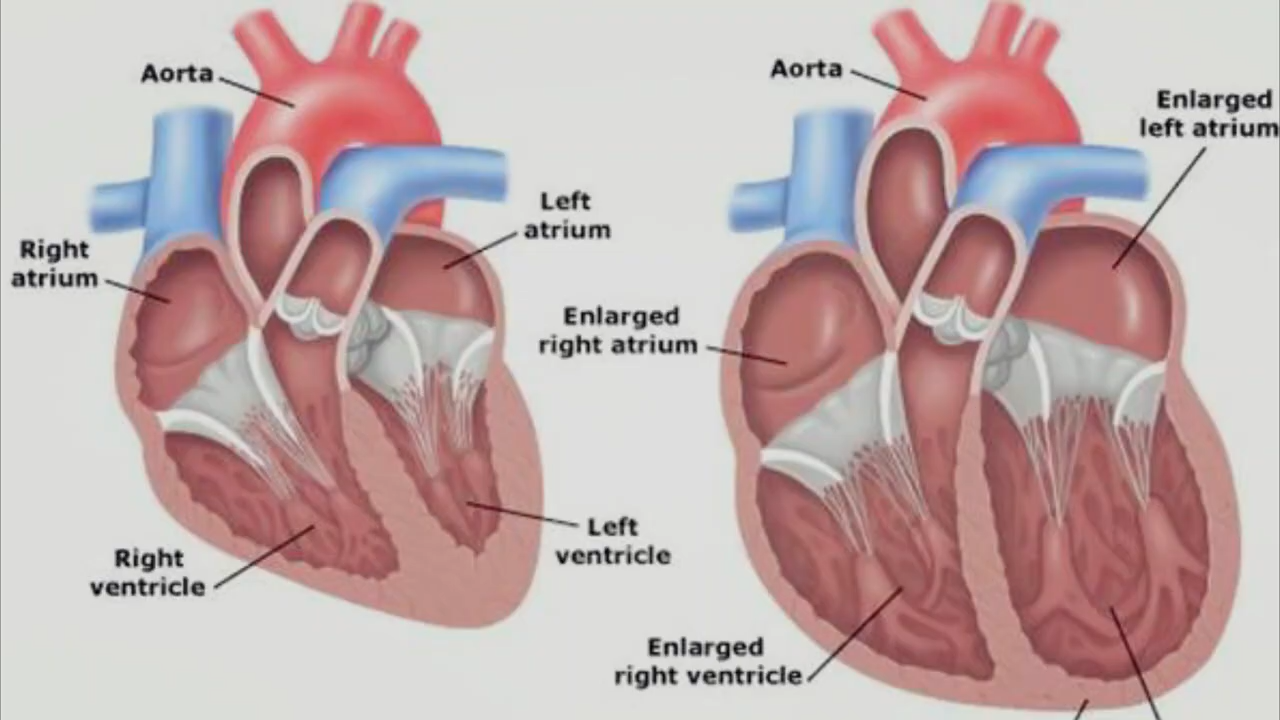 Aorta
Left
atrium
Right
atrium
Left
ventricle
Right
ventricle
Aorta
Enlarged
left atrium
Enlarged
right atrium
Enlarged
right ventricle